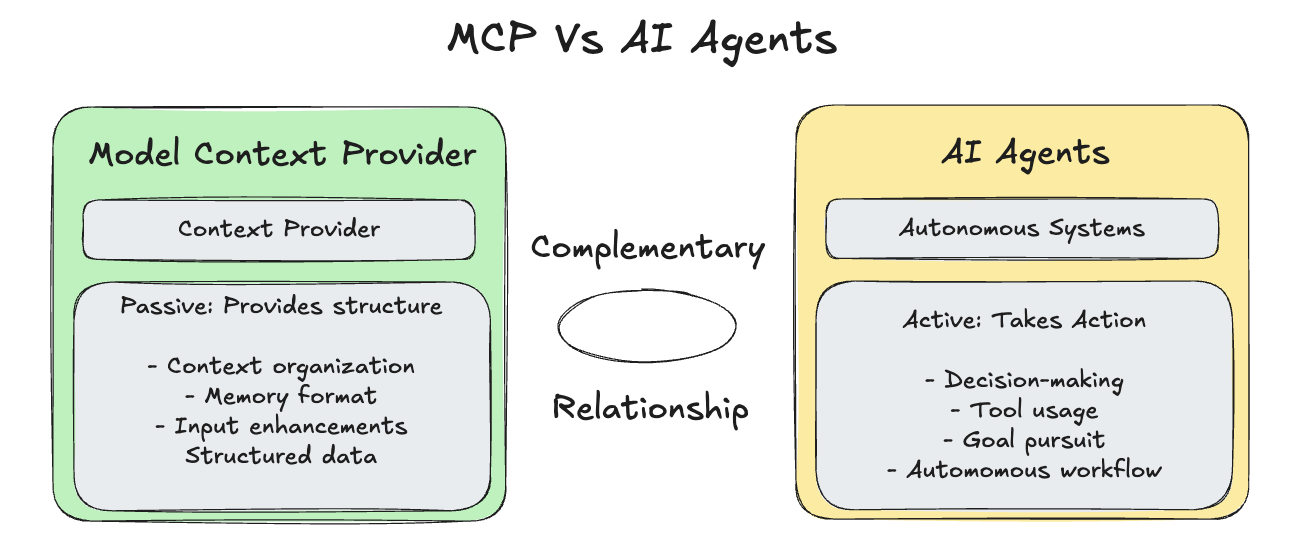 MCP Vs AI Agents
Model Context Provider
Context Provider
Passive: Provides structure
- Context organization
- Memory format
- Input enhancements
Structured data
Complementary
Relationship
AI Agents
Autonomous Systems
Active: Takes Action
- Decision-making
- Tool usage
- Goal pursuit
- Automomous workflow